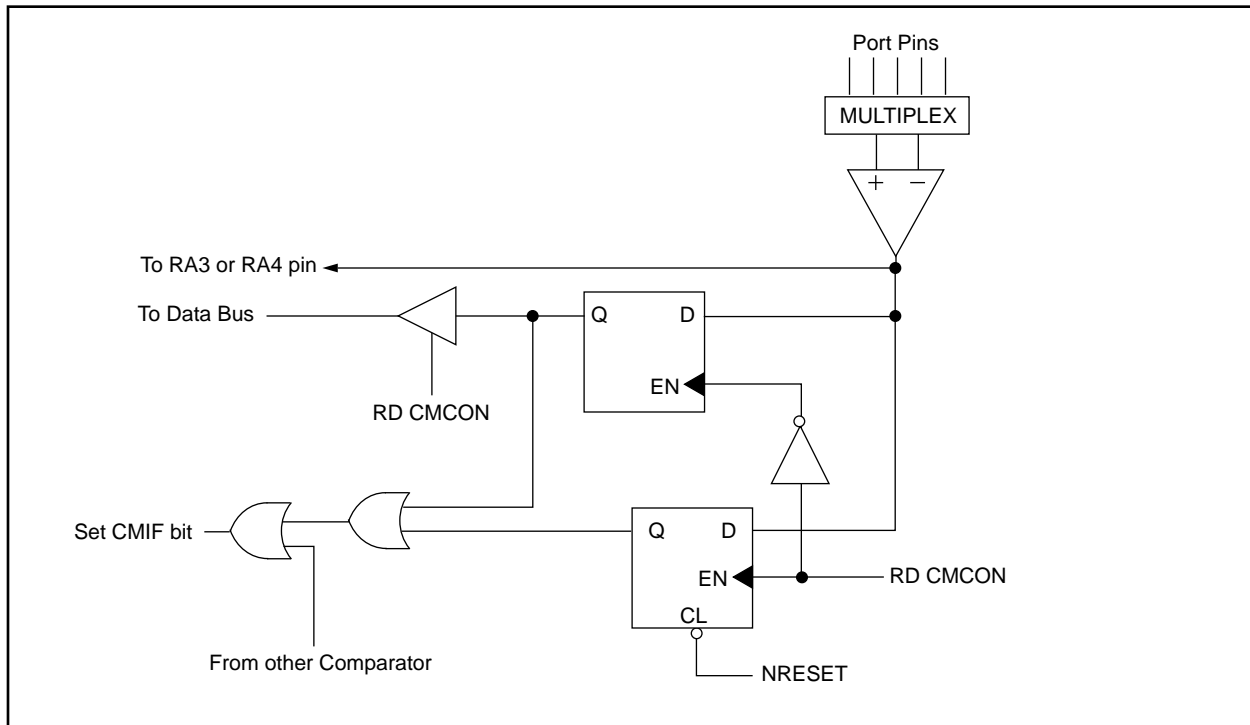 Port Pins
MULTIPLEX
+ −
To RA3 or RA4 pin
To Data Bus
Q D
EN
RD CMCON
Set CMIF bit
Q D
EN
RD CMCON
CL
From other Comparator
NRESET